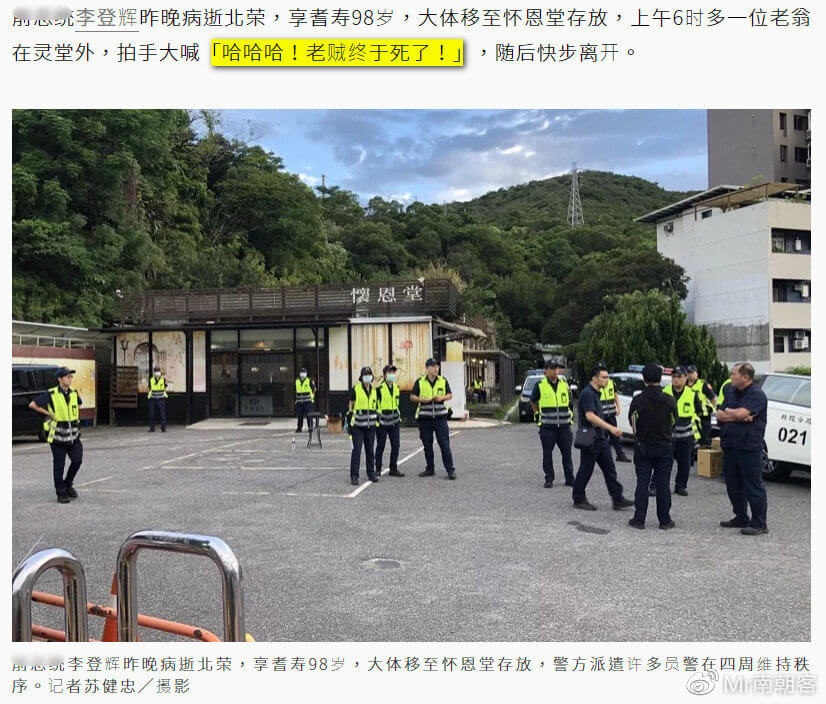 李登辉昨晚病逝北荣，享耆寿98岁，大体移至怀恩堂存放，上午6时多一位老翁
在灵堂外，拍手大喊「哈哈哈！老贼终于死了！」，随后快步离开。
懷恩堂
021
李登辉昨晚病逝北荣，享耆寿98岁，大体移至怀恩堂存放，警方派遣许多员警在四周维持秩
序。记者苏健忠／摄影
Mr南朝客